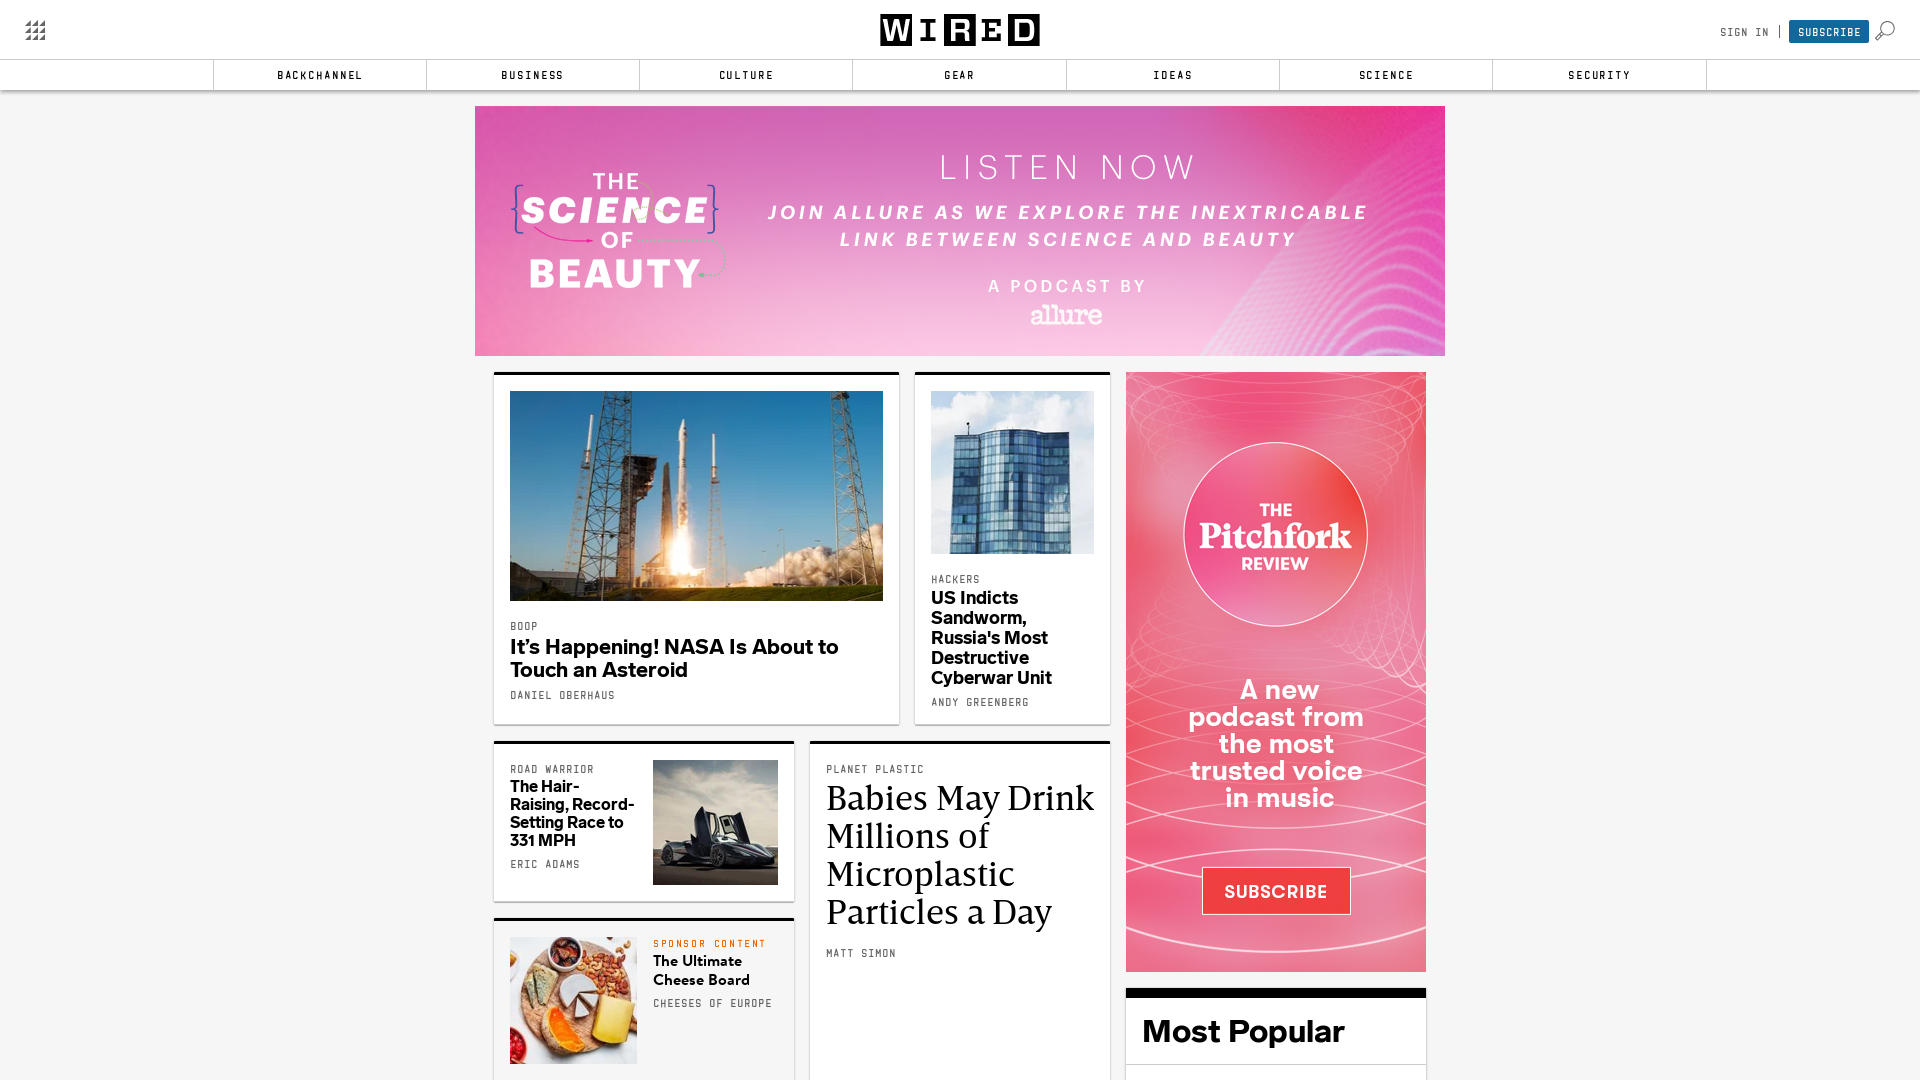 WIRED
SIGN IN
SUBSCRIBE
BACKCHANNEL
BUSINESS
CULTURE
GEAR
IDEAS
SCIENCE
SECURITY
THE
{SCIENCE}
OF
BEAUTY
LISTEN NOW
JOIN ALLURE AS WE EXPLORE THE INEXTRICABLE
LINK BETWEEN SCIENCE AND BEAUTY
A PODCAST BY
allure
BOOP
It’s Happening! NASA Is About to
Touch an Asteroid
DANIEL OBERHAUS
HACKERS
US Indicts
Sandworm,
Russia's Most
Destructive
Cyberwar Unit
ANDY GREENBERG
THE
Pitchfork
REVIEW
A new
podcast from
the most
trusted voice
in music
SUBSCRIBE
ROAD WARRIOR
The Hair-
Raising, Record-
Setting Race to
331 MPH
ERIC ADAMS
PLANET PLASTIC
Babies May Drink
Millions of
Microplastic
Particles a Day
MATT SIMON
SPONSOR CONTENT
The Ultimate
Cheese Board
CHEESES OF EUROPE
Most Popular